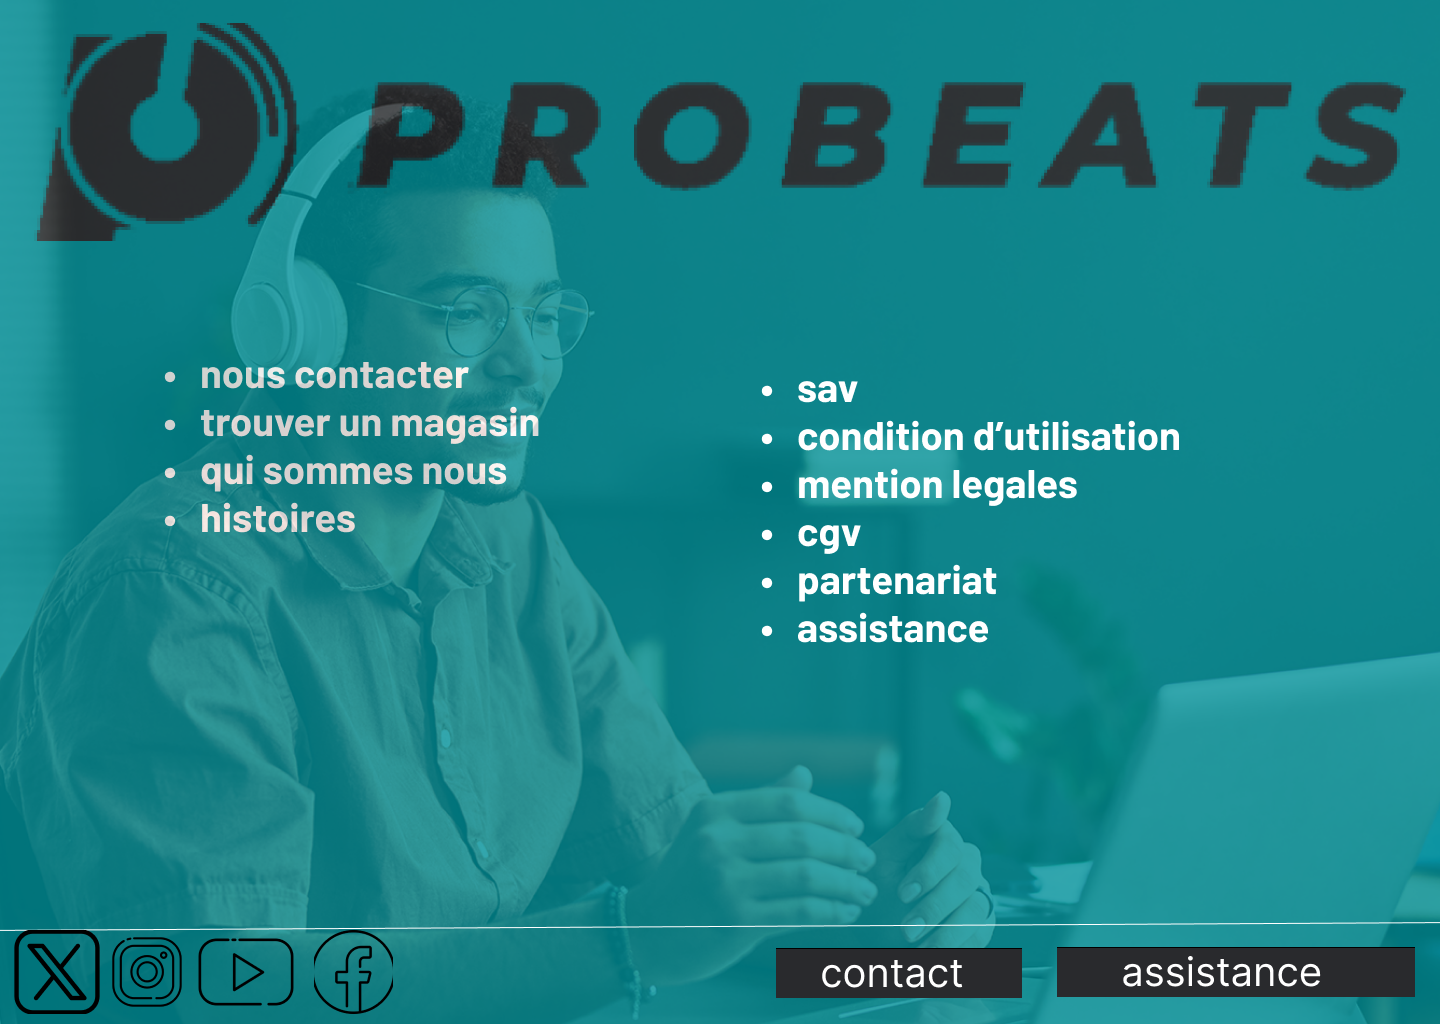 PROBEATS
nous contacter
trouver un magasin
qui sommes nous
histoires
sav
condition d’utilisation
mention legales
cgv
partenariat
assistance
contact
assistance